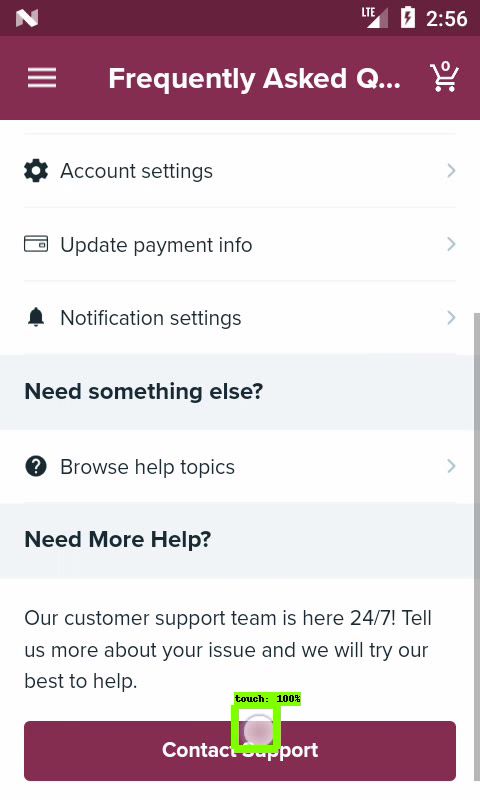 LTE
2:56
Frequently Asked Q...
0
Account settings
Update payment info
Notification settings
Need something else?
Browse help topics
Need More Help?
Our customer support team is here 24/7! Tell
us more about your issue and we will try our
best to help.
touch: 100%
Contact Support